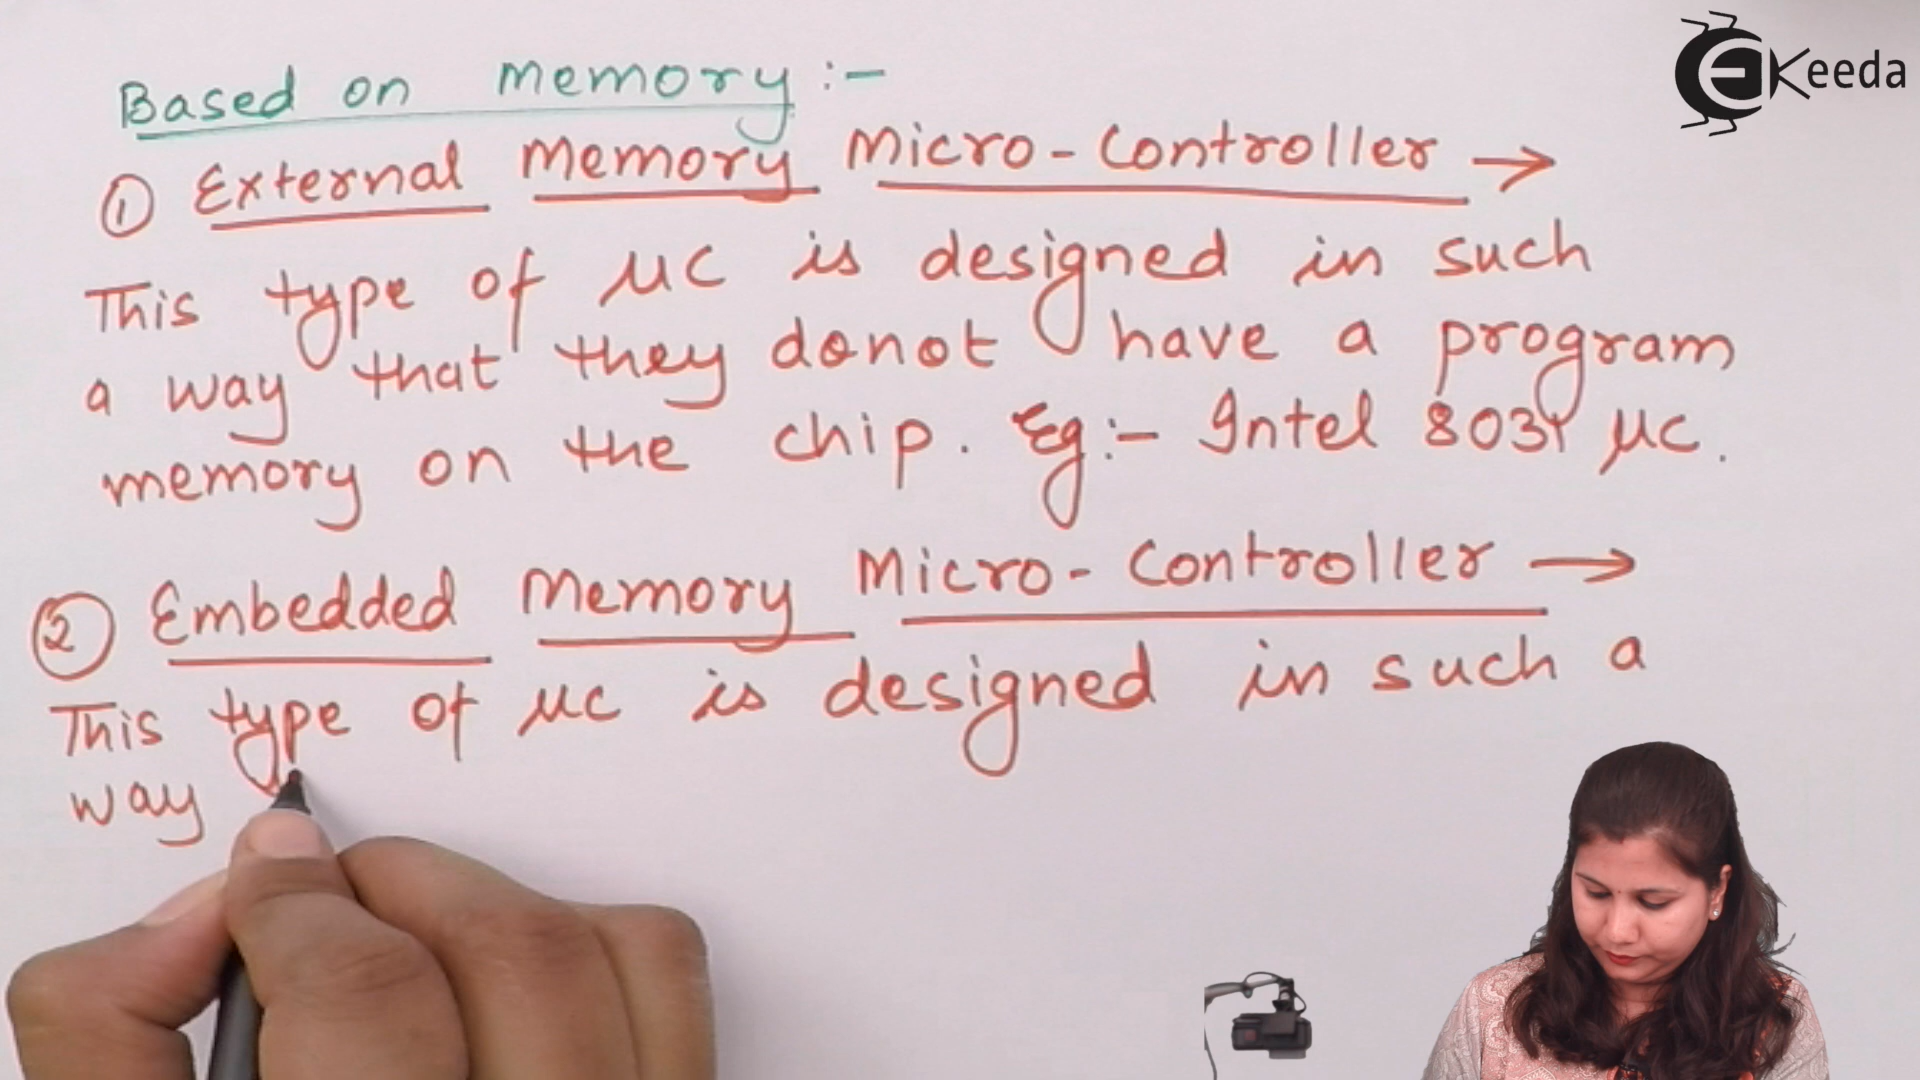 Based on memory:-
EKeeda
① External Memory Micro-Controller →
This type of μc is designed in such
a way that they donot have a program
memory on the chip. Eg:- Intel 8031 μc.
② Embedded Memory Micro-Controller →
This type of μc is designed in such a
way